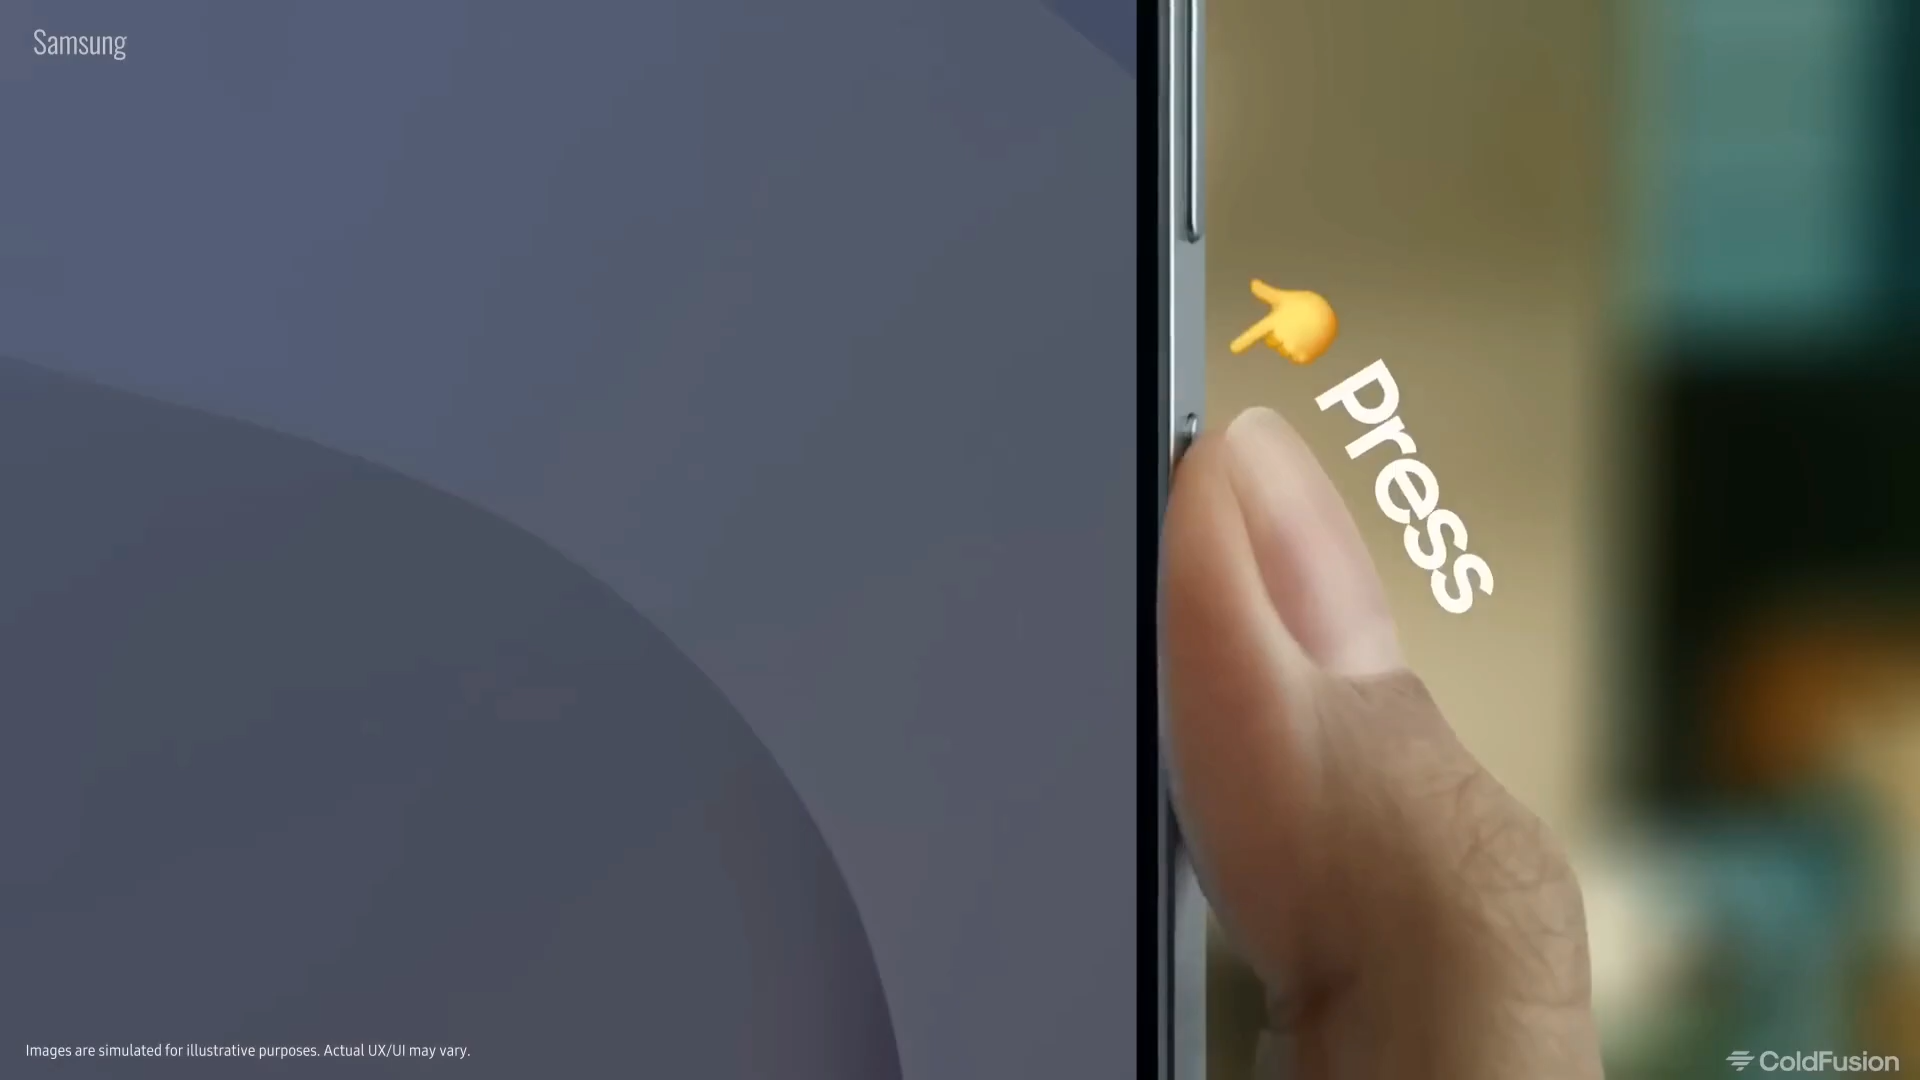 Samsung
Press
Images are simulated for illustrative purposes. Actual UX/UI may vary.
ColdFusion